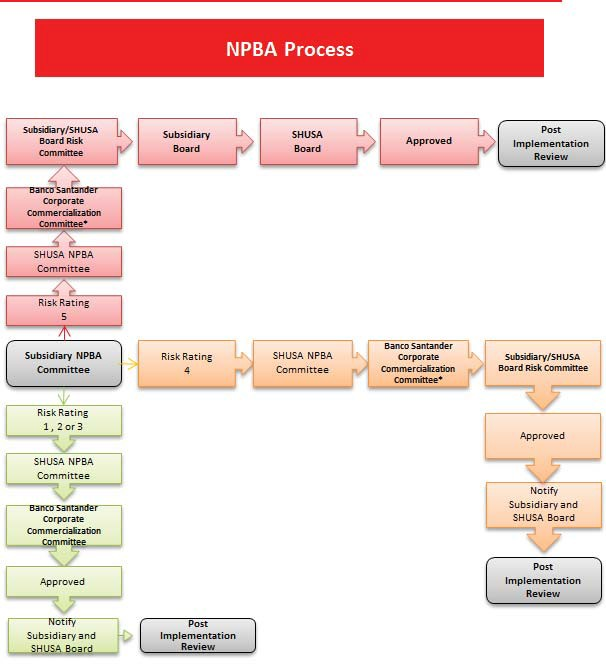 NPBA Process
Subsidiary/SHUSA
Board Risk
Committee
Subsidiary
Board
SHUSA
Board
Approved
Post
Implementation
Review
Banco Santander
Corporate
Commercialization
Committee*
SHUSA NPBA
Committee
Risk Rating
5
Subsidiary NPBA
Committee
Risk Rating
4
SHUSA NPBA
Committee
Banco Santander
Corporate
Commercialization
Committee*
Subsidiary/SHUSA
Board Risk Committee
Approved
Notify
Subsidiary and
SHUSA Board
Post
Implementation
Review
Risk Rating
1 , 2 or 3
SHUSA NPBA
Committee
Banco Santander
Corporate
Commercialization
Committee
Approved
Notify
Subsidiary and
SHUSA Board
Post
Implementation
Review